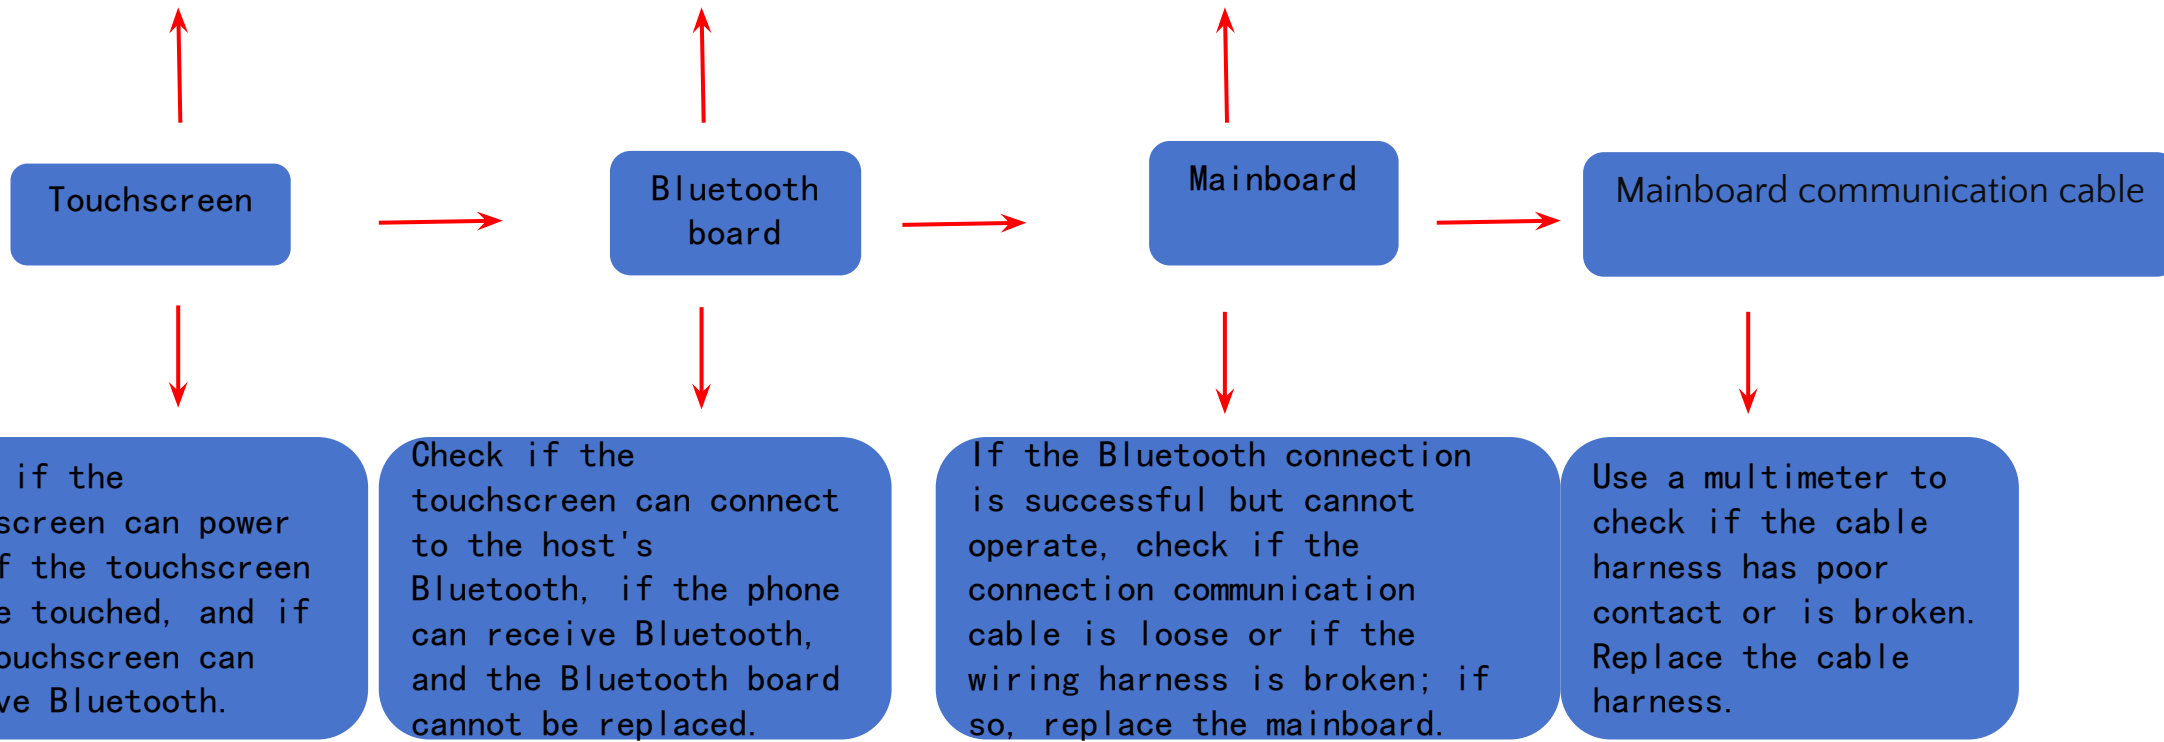 Touchscreen
Bluetooth
board
Mainboard
Mainboard communication cable
if the
screen can power
the touchscreen
touched, and if
touchscreen can
Bluetooth.
Check if the
touchscreen can connect
to the host's
Bluetooth, if the phone
can receive Bluetooth,
and the Bluetooth board
cannot be replaced.
If the Bluetooth connection
is successful but cannot
operate, check if the
connection communication
cable is loose or if the
wiring harness is broken; if
so, replace the mainboard.
Use a multimeter to
check if the cable
harness has poor
contact or is broken.
Replace the cable
harness.